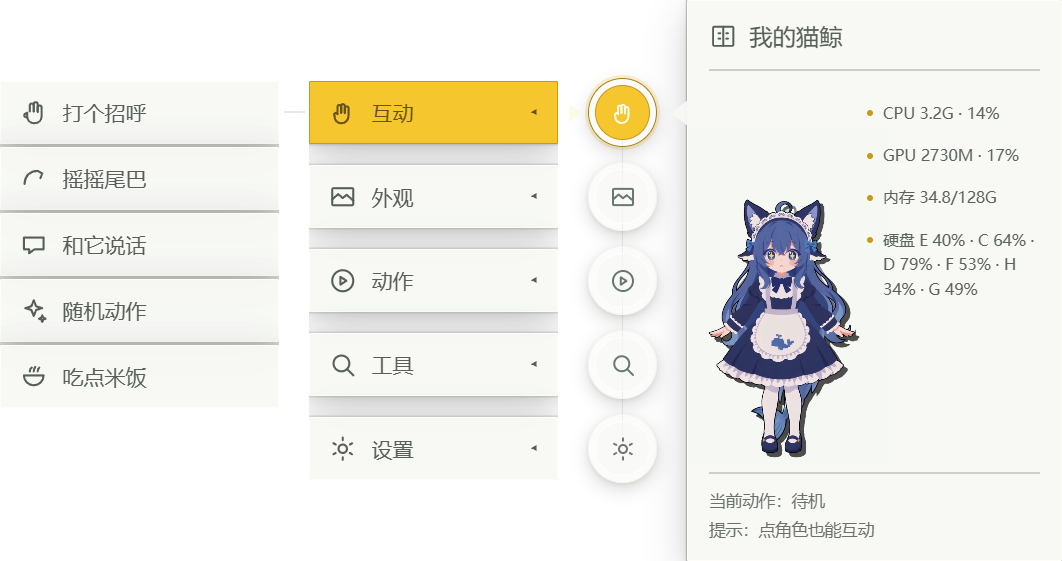 打个招呼
摇摇尾巴
和它说话
随机动作
吃点米饭
互动
外观
动作
工具
设置
我的猫鲸
CPU 3.2G · 14%
GPU 2730M · 17%
内存 34.8/128G
硬盘 E 40% · C 64% ·
D 79% · F 53% · H
34% · G 49%
当前动作：待机
提示：点角色也能互动